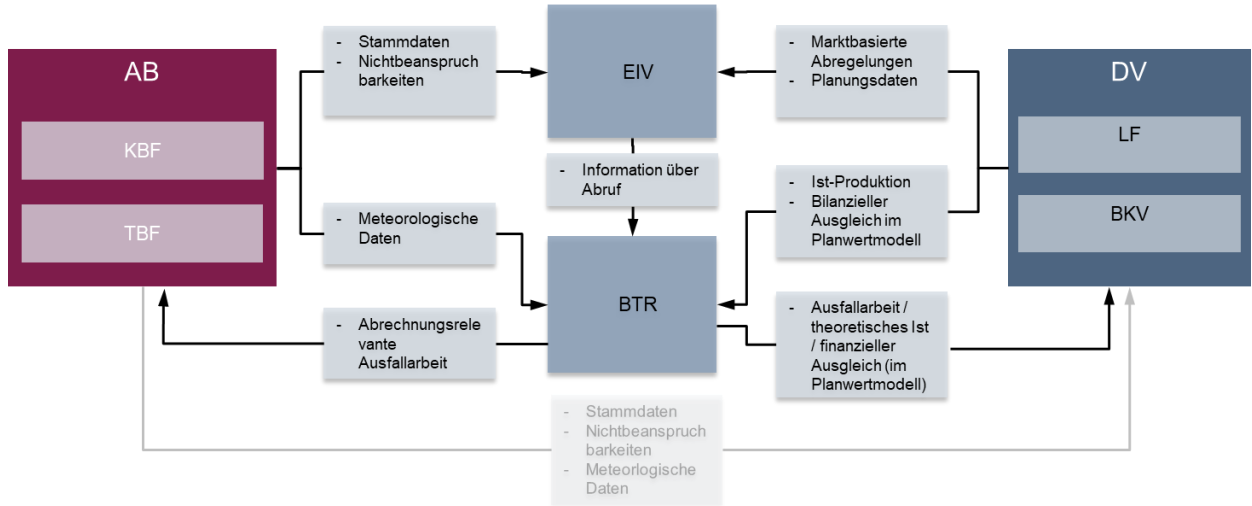 AB
KBF
TBF
- Stammdaten
- Nichtbeanspruch
barkeiten
- Meteorologische
Daten
- Abrechnungsrele
vante
Ausfallarbeit
EIV
- Information über
Abruf
BTR
- Marktbasierte
Abregelungen
- Planungsdaten
- Ist-Produktion
- Bilanzieller
Ausgleich im
Planwertmodell
- Ausfallarbeit /
theoretisches Ist
/ finanzieller
Ausgleich (im
Planwertmodell)
DV
LF
BKV
- Stammdaten
- Nichtbeanspruch
barkeiten
- Meteorlogische
Daten